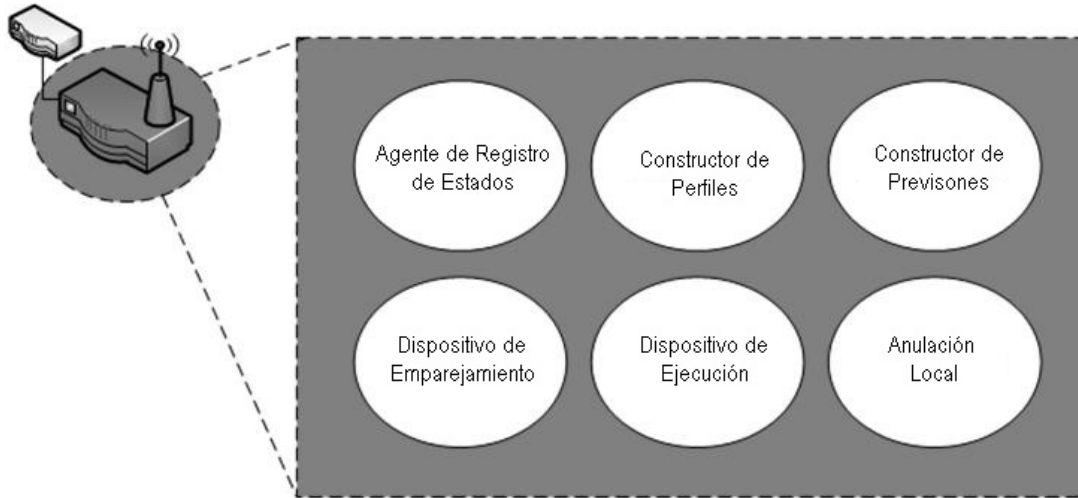 Agente de Registro
de Estados
Constructor de
Perfiles
Constructor de
Previsones
Dispositivo de
Emparejamiento
Dispositivo de
Ejecución
Anulación
Local